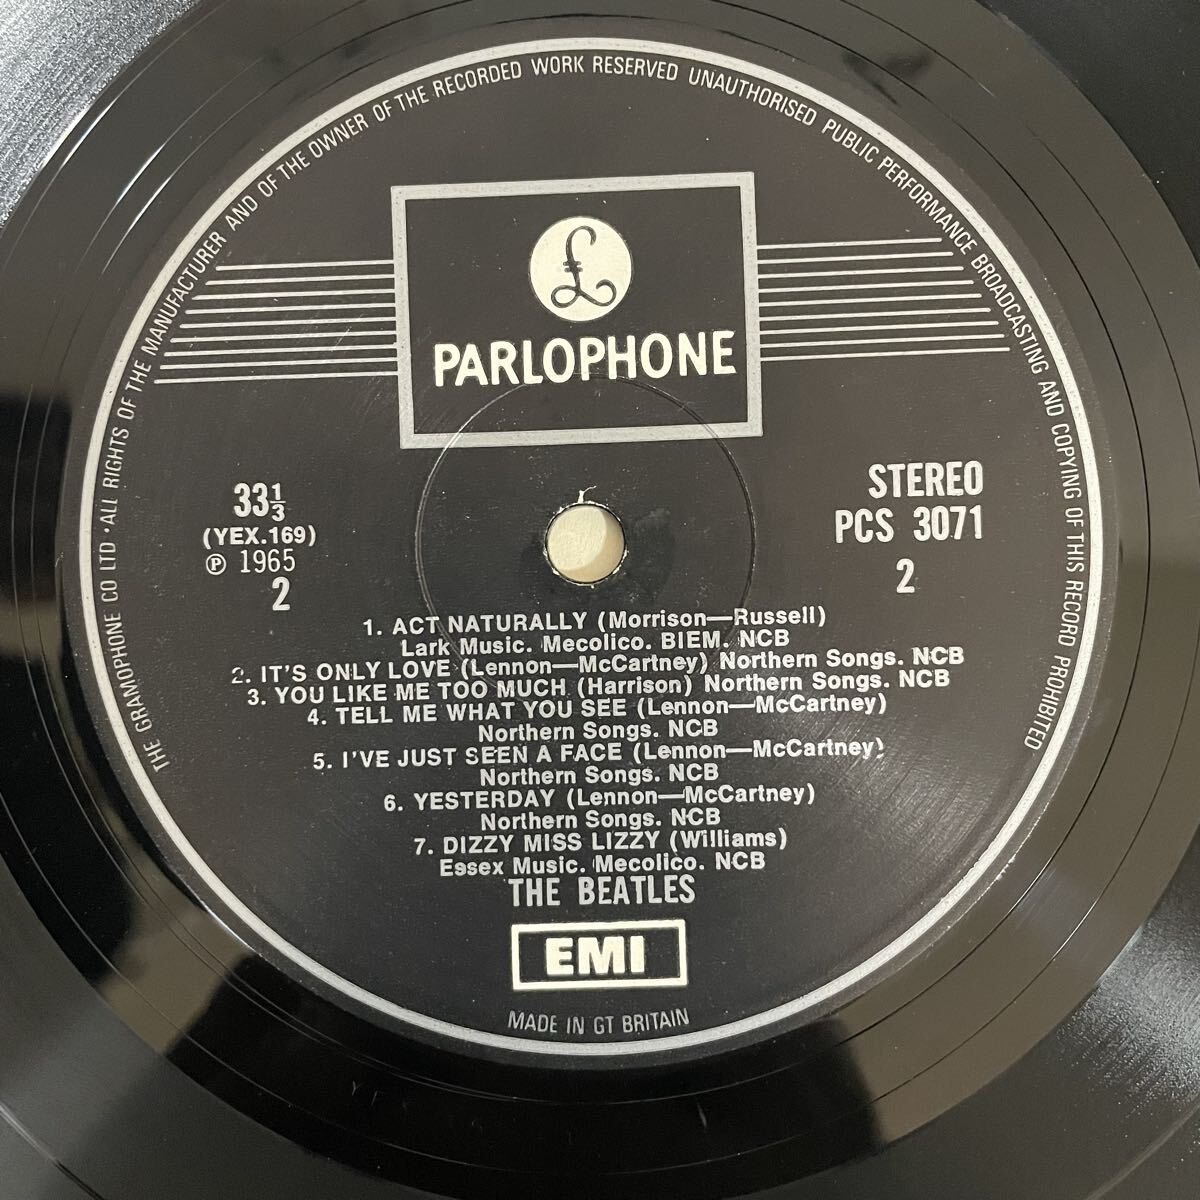 THE GRAMOPHONE CO LTD · ALL RIGHTS OF THE MANUFACTURER AND OF THE OWNER OF THE RECORDED WORK RESERVED UNAUTHORISED PUBLIC PERFORMANCE BROADCASTING AND COPYING OF THIS RECORD PROHIBITED
£
PARLOPHONE
33⅓
(YEX.169)
℗ 1965
2
STEREO
PCS 3071
2
1. ACT NATURALLY (Morrison—Russell)
Lark Music. Mecolico. BIEM. NCB
2. IT'S ONLY LOVE (Lennon—McCartney) Northern Songs. NCB
3. YOU LIKE ME TOO MUCH (Harrison) Northern Songs. NCB
4. TELL ME WHAT YOU SEE (Lennon—McCartney)
Northern Songs. NCB
5. I'VE JUST SEEN A FACE (Lennon—McCartney)
Northern Songs. NCB
6. YESTERDAY (Lennon—McCartney)
Northern Songs. NCB
7. DIZZY MISS LIZZY (Williams)
Essex Music. Mecolico. NCB
THE BEATLES
EMI
MADE IN GT BRITAIN